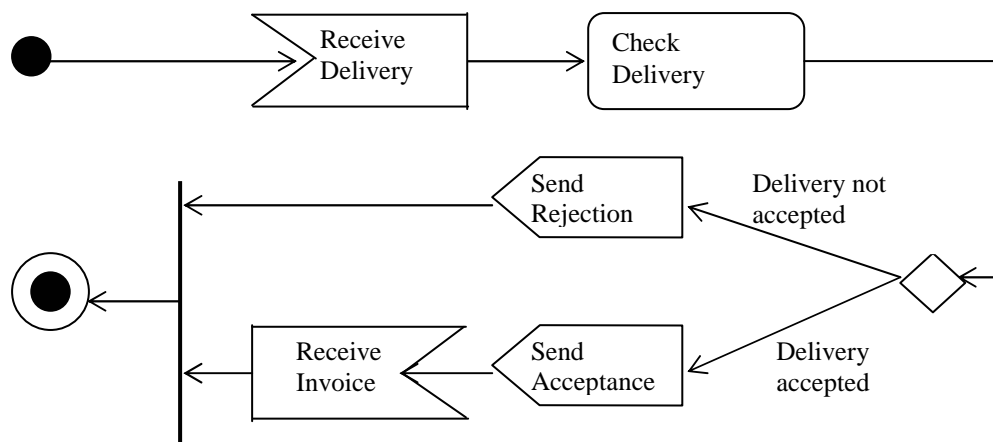 Receive
Delivery
Check
Delivery
Send
Rejection
Delivery not
accepted
Receive
Invoice
Send
Acceptance
Delivery
accepted